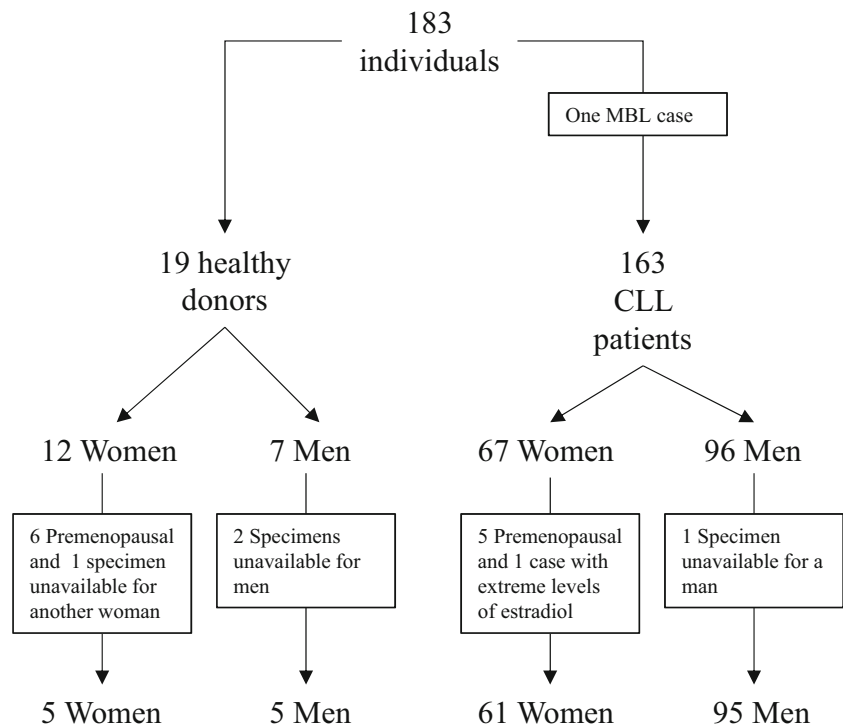 183
individuals
One MBL case
19 healthy
donors
163
CLL
patients
12 Women
7 Men
67 Women
96 Men
6 Premenopausal
and 1 specimen
unavailable for
another woman
2 Specimens
unavailable for
men
5 Premenopausal
and 1 case with
extreme levels
of estradiol
1 Specimen
unavailable for a
man
5 Women
5 Men
61 Women
95 Men